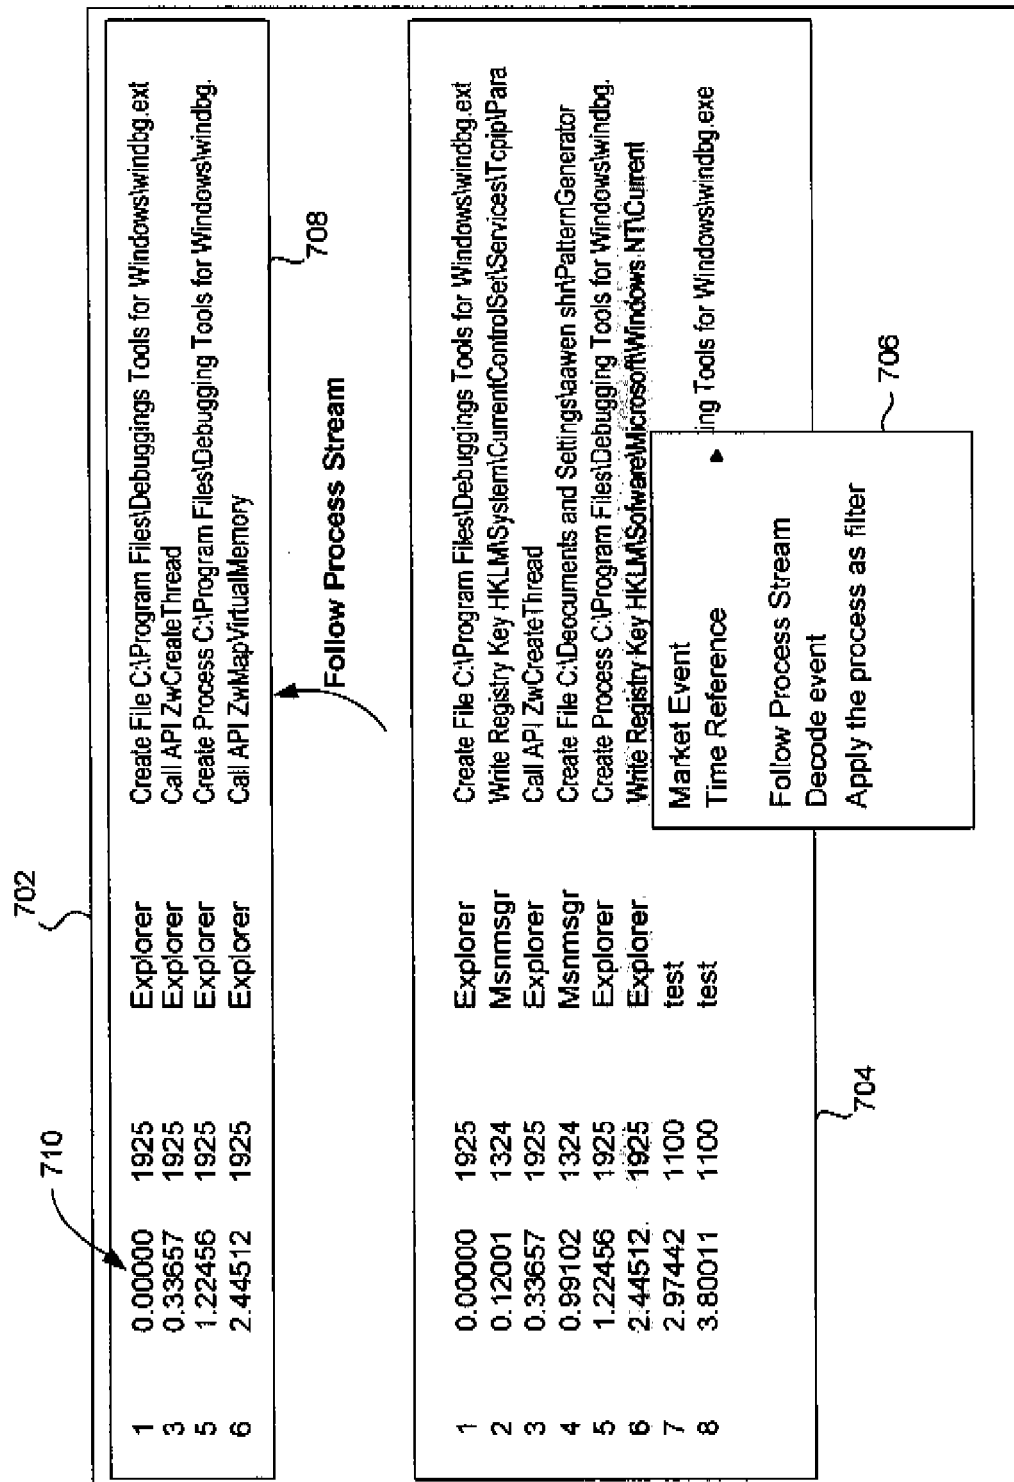 702
710
1 0.00000 1925 Explorer Create File C:\Program Files\Debuggings Tools for Windows\windbg.ext
3 0.33657 1925 Explorer Call API ZwCreateThread
5 1.22456 1925 Explorer Create Process C:\Program Files\Debugging Tools for Windows\windbg.
6 2.44512 1925 Explorer Call API ZwMapVirtualMemory
708
Follow Process Stream
1 0.00000 1925 Explorer Create File C:\Program Files\Debuggings Tools for Windows\windbg.ext
2 0.12001 1324 Msnmsgr Write Registry Key HKLM\System\CurrentControlSet\Services\Tcpip\Para
3 0.33657 1925 Explorer Call API ZwCreateThread
4 0.99102 1324 Msnmsgr Create File C:\Deocuments and Settings\aawen shn\PatternGenerator
5 1.22456 1925 Explorer Create Process C:\Program Files\Debugging Tools for Windows\windbg.
6 2.44512 1925 Explorer Write Registry Key HKLM\Sofware\Microsoft\Windows NT\Current
7 2.97442 1100 test
8 3.80011 1100 test ing Tools for Windows\windbg.exe
Market Event
Time Reference
Follow Process Stream
Decode event
Apply the process as filter
706
704